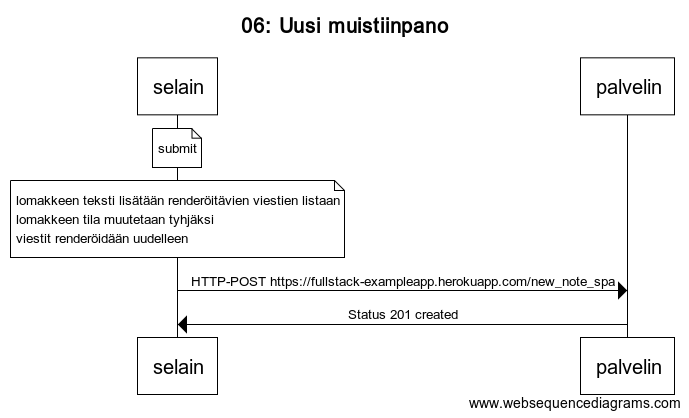 06: Uusi muistiinpano
selain
palvelin
submit
lomakkeen teksti lisätään renderöitävien viestien listaan
lomakkeen tila muutetaan tyhjäksi
viestit renderöidään uudelleen
HTTP-POST https://fullstack-exampleapp.herokuapp.com/new_note_spa
Status 201 created
selain
palvelin
www.websequencediagrams.com